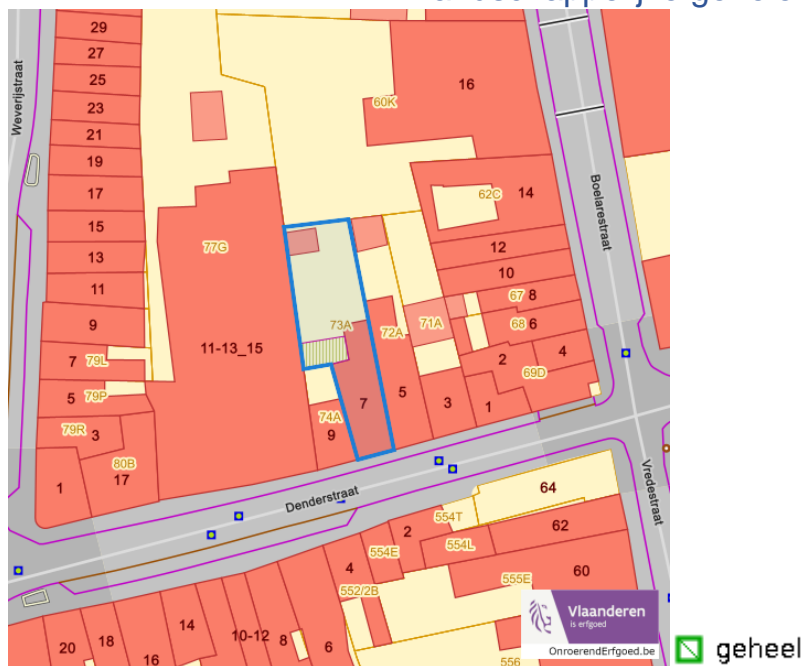 29
27
25
23
21
19
17
15
13
11
9
7 79L
5 79P
79R 3
80B
1
17
Weverijstraat
77G
11-13_15
60K
16
62C
14
12
10
67 8
68 6
2
4
69D
71A
72A
73A
74A
9
7
5
3
1
Boelarestraat
Denderstraat
Vredestraat
64
554T
62
554L
2
554E
4
552/2B
555E
60
14
10-12
8
6
20
18
16
556
Vlaanderen
is erfgoed
OnroerendErfgoed.be
geheel